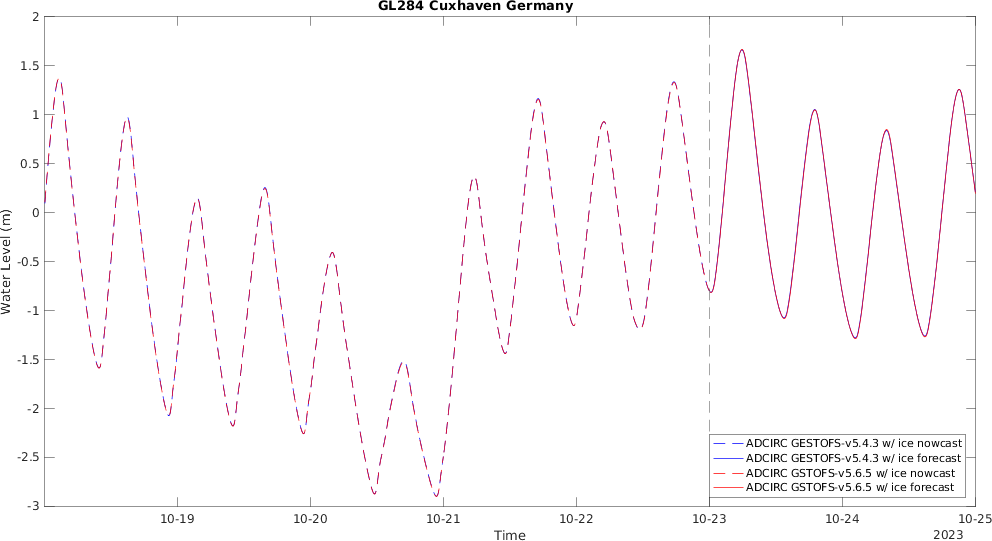 GL284 Cuxhaven Germany
2
1.5
1
0.5
0
-0.5
-1
-1.5
-2
-2.5
-3
Water Level (m)
10-19
10-20
10-21
10-22
10-23
10-24
10-25
Time
2023
ADCIRC GESTOFS-v5.4.3 w/ ice nowcast
ADCIRC GESTOFS-v5.4.3 w/ ice forecast
ADCIRC GSTOFS-v5.6.5 w/ ice nowcast
ADCIRC GSTOFS-v5.6.5 w/ ice forecast